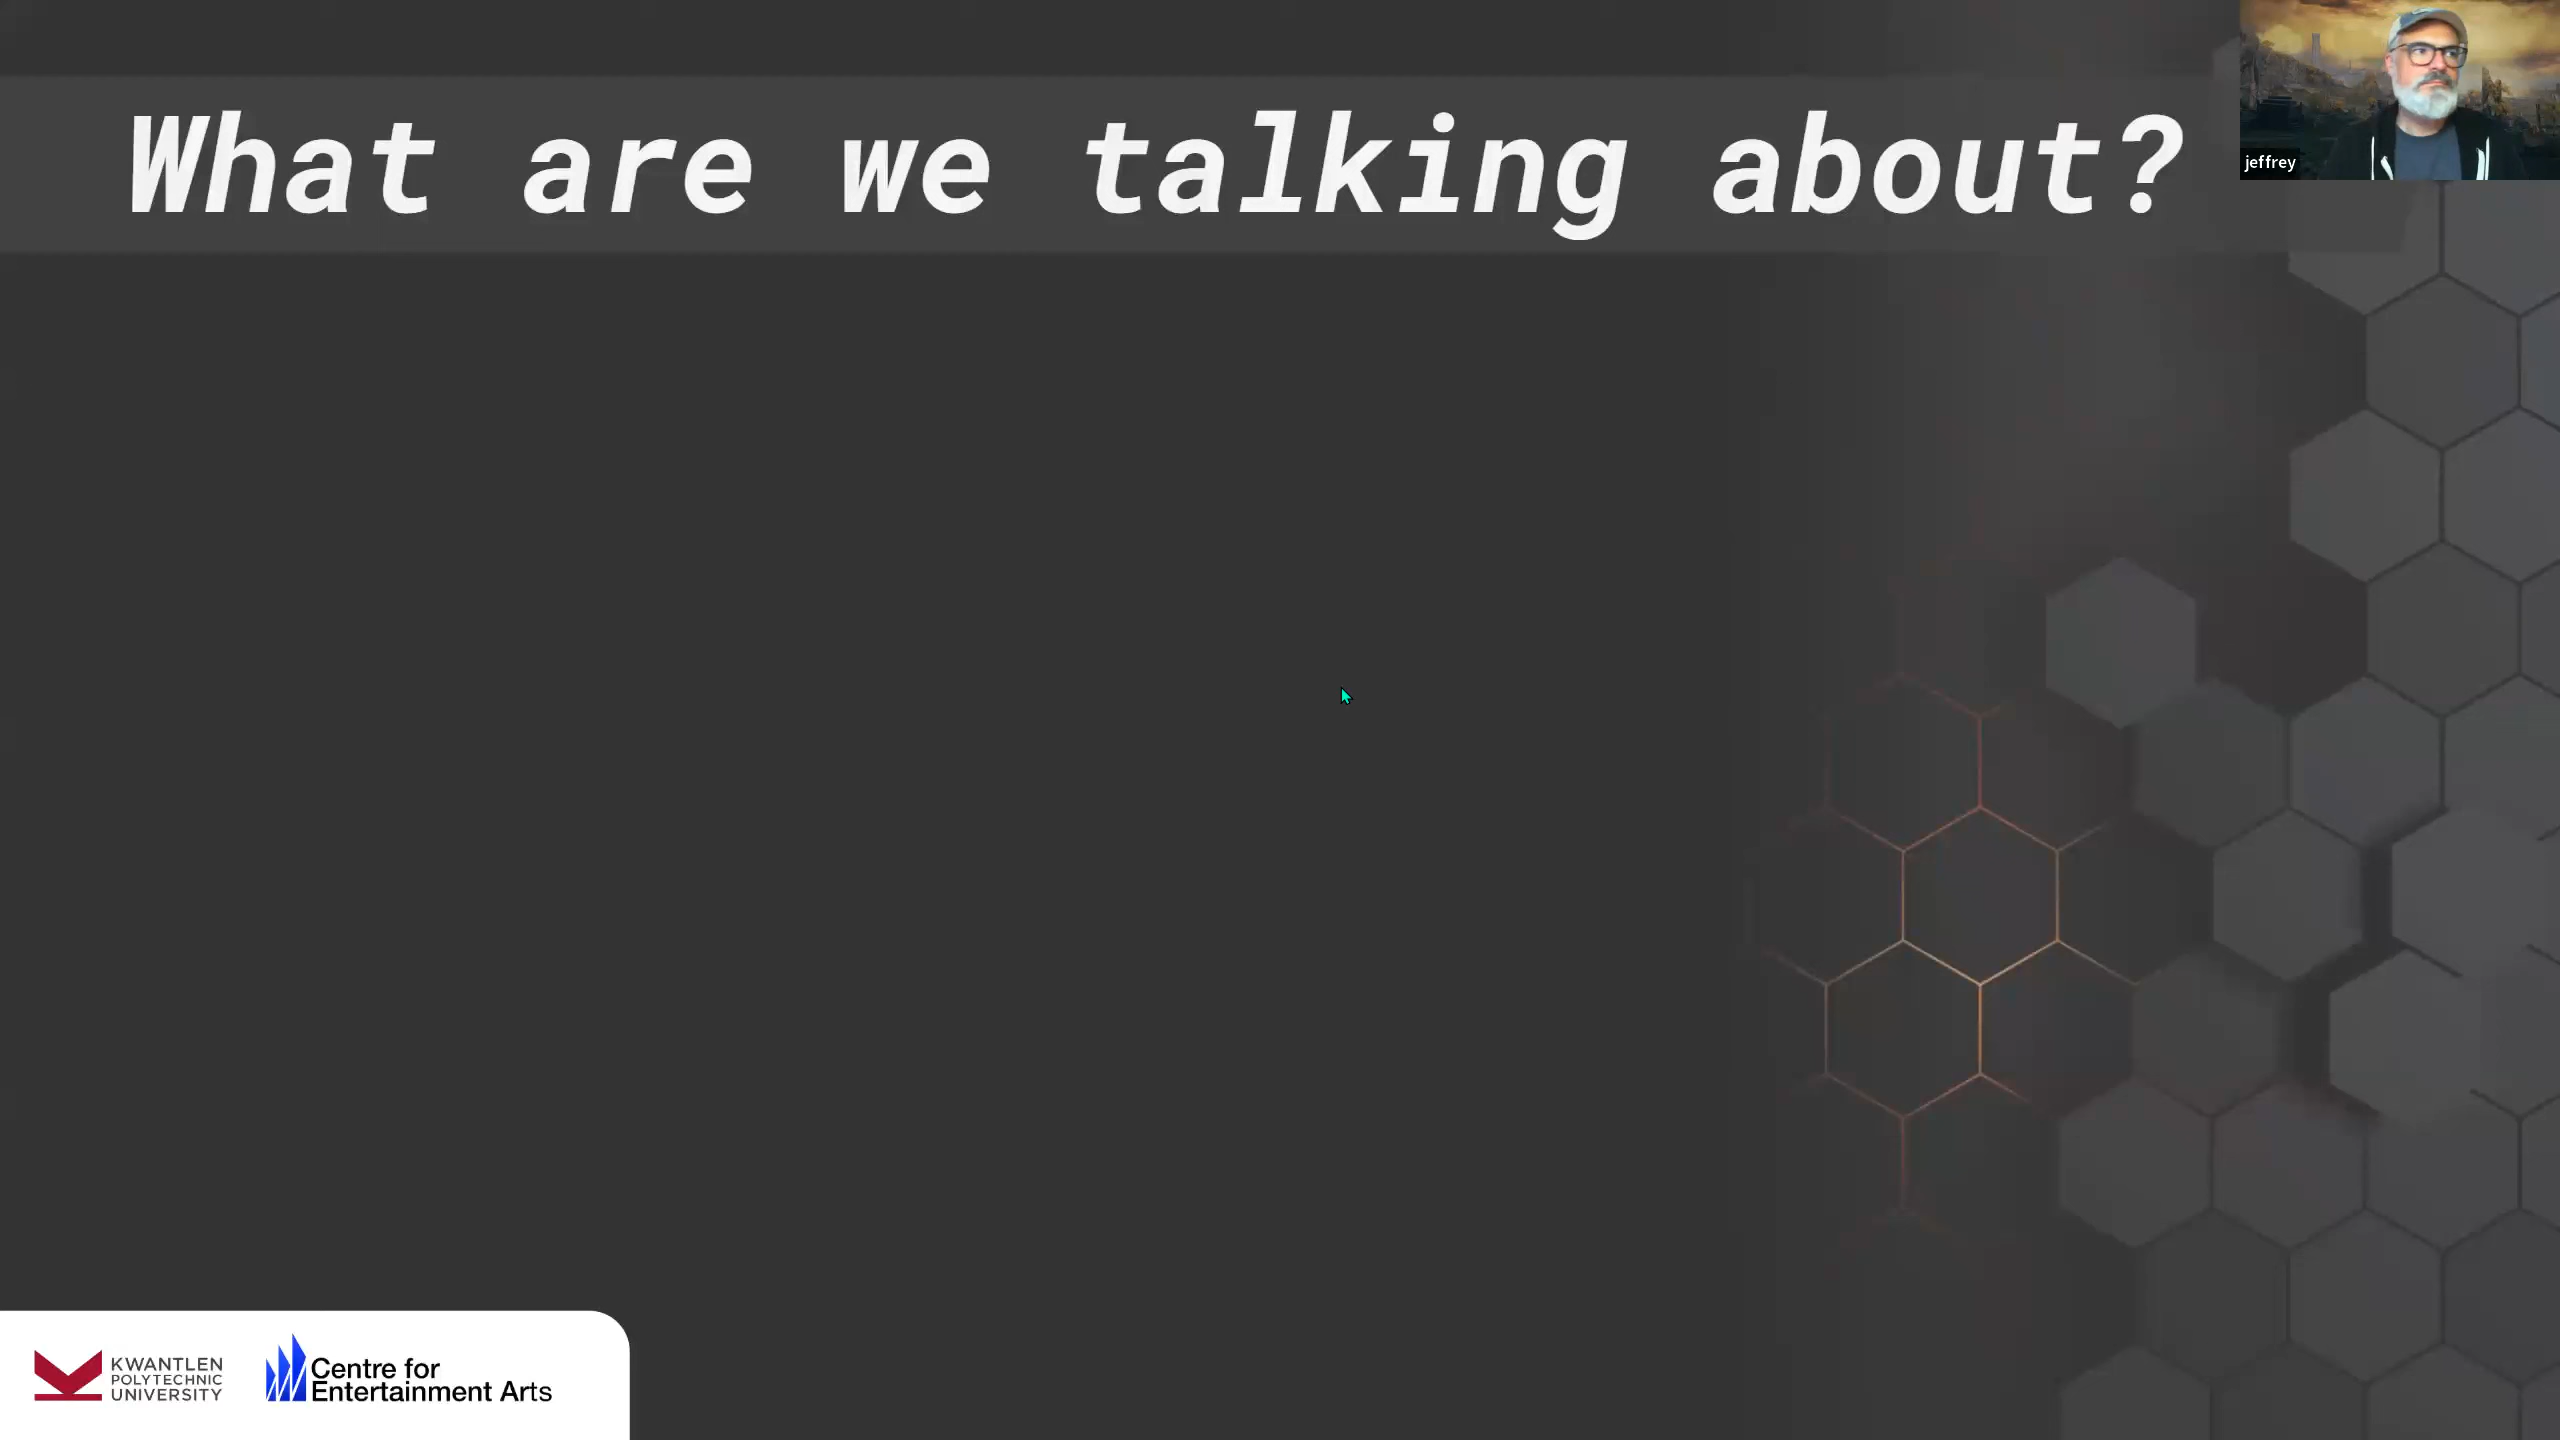 What are we talking about?
jeffrey
KWANTLEN
POLYTECHNIC
UNIVERSITY
Centre for
Entertainment Arts